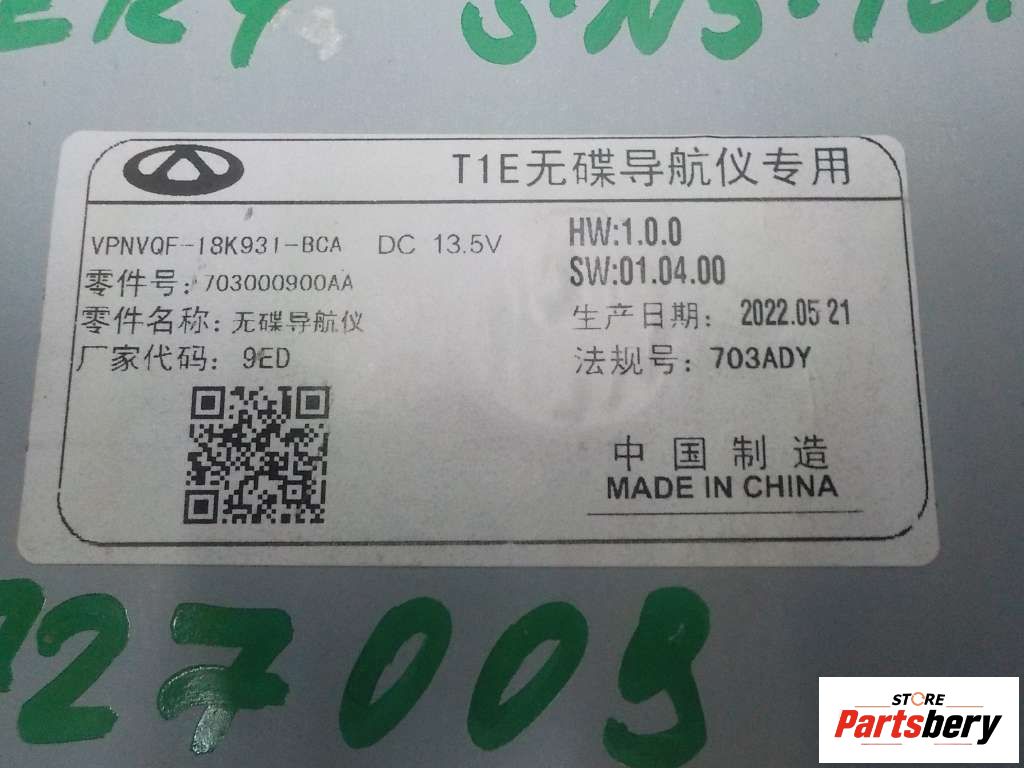 T1E无碟导航仪专用
VPNVQF-18K931-BCA DC 13.5V
HW:1.0.0
零件号: 703000900AA
SW:01.04.00
零件名称: 无碟导航仪
生产日期: 2022.05 21
厂家代码: 9ED
法规号: 703ADY
中国制造
MADE IN CHINA
27009
STORE
Partsbery